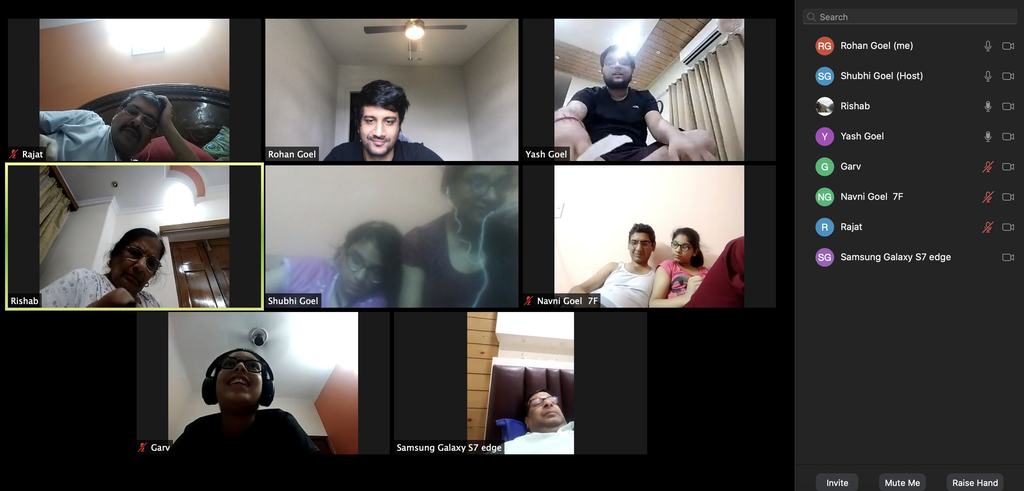 Rajat
Rohan Goel
Yash Goel
Rishab
Shubhi Goel
Navni Goel 7F
Garv
Samsung Galaxy S7 edge
Search
RG Rohan Goel (me)
SG Shubhi Goel (Host)
Rishab
Y Yash Goel
G Garv
NG Navni Goel 7F
R Rajat
SG Samsung Galaxy S7 edge
Invite
Mute Me
Raise Hand